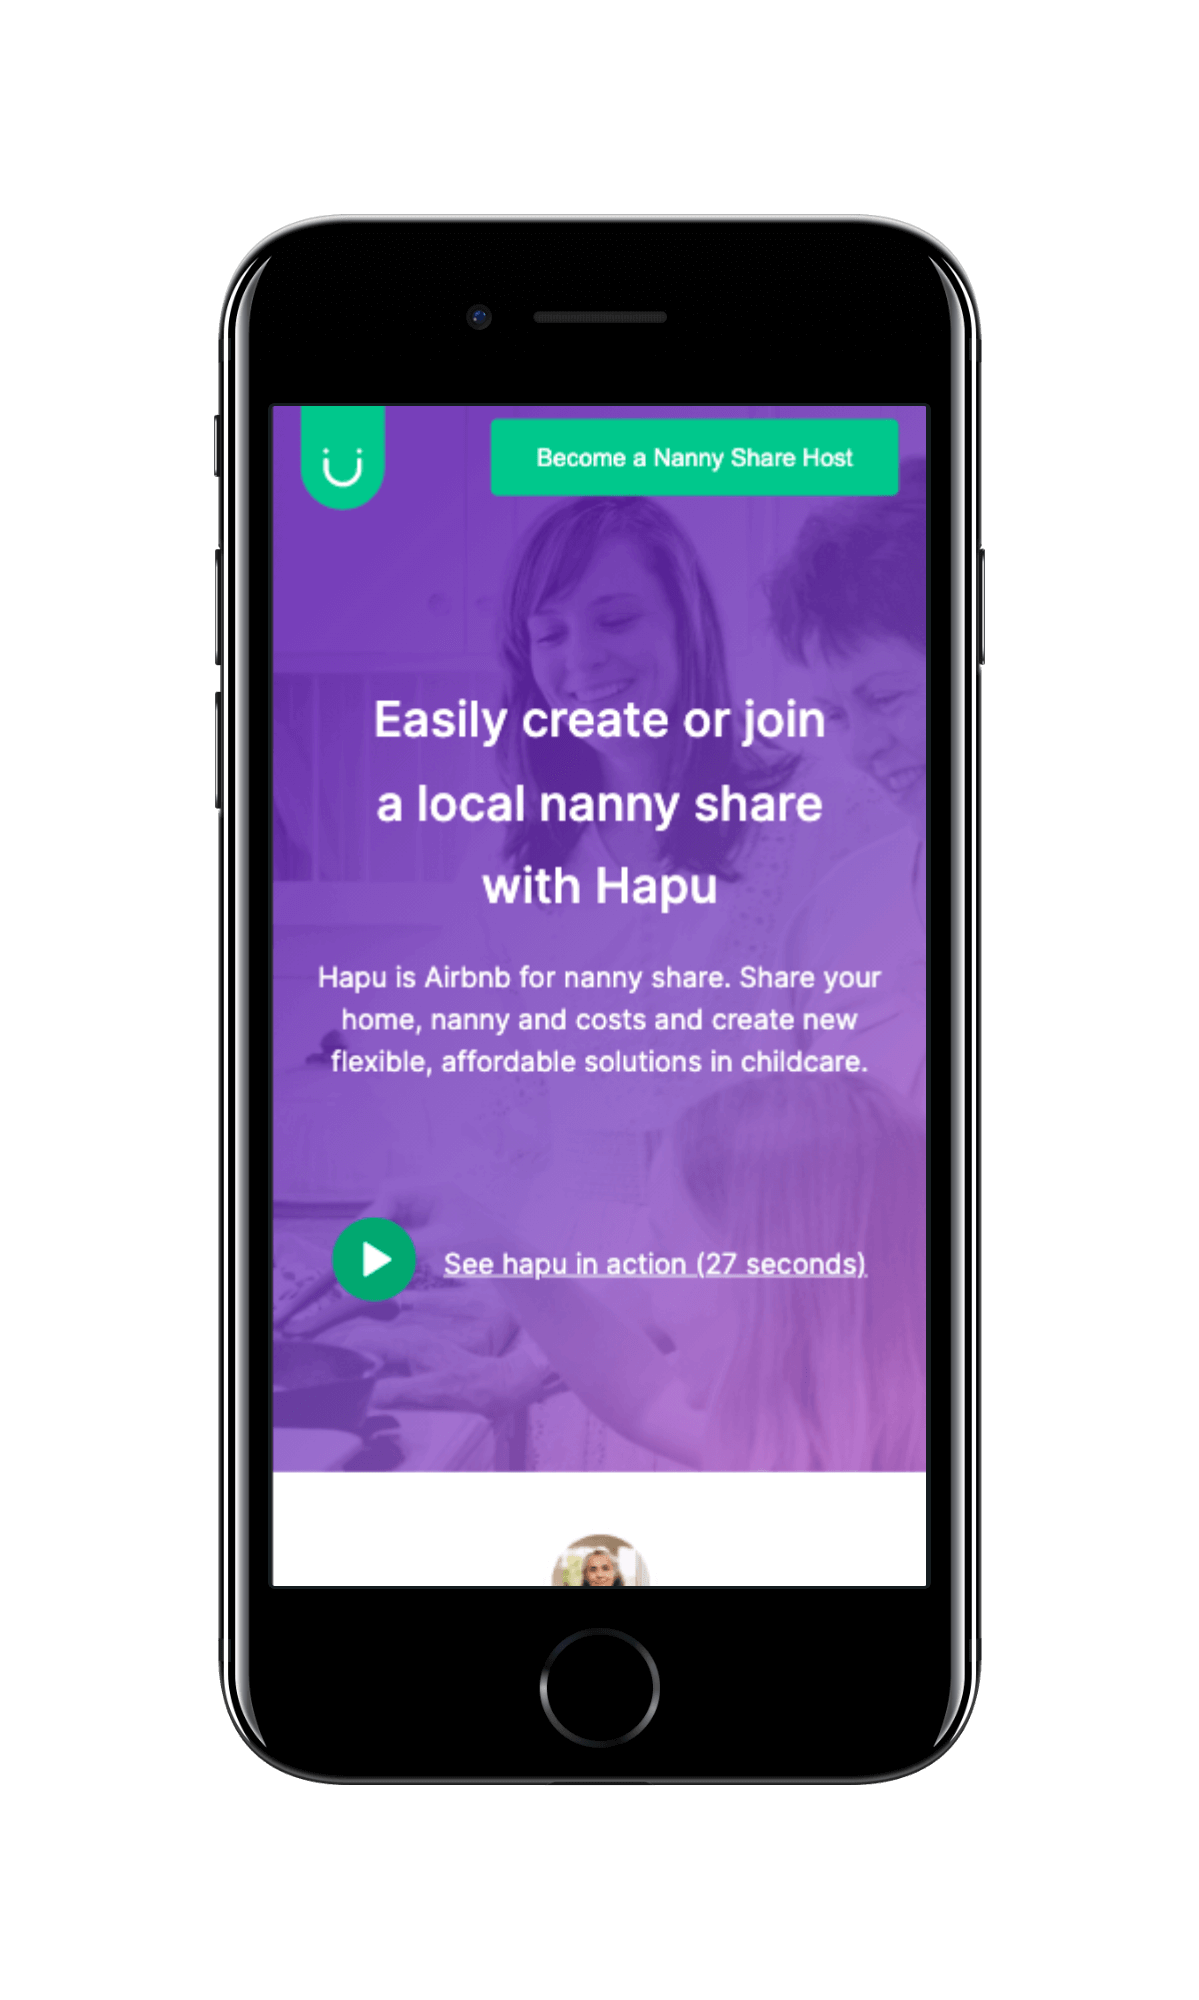 Become a Nanny Share Host
Easily create or join
a local nanny share
with Hapu
Hapu is Airbnb for nanny share. Share your
home, nanny and costs and create new
flexible, affordable solutions in childcare.
See hapu in action (27 seconds)